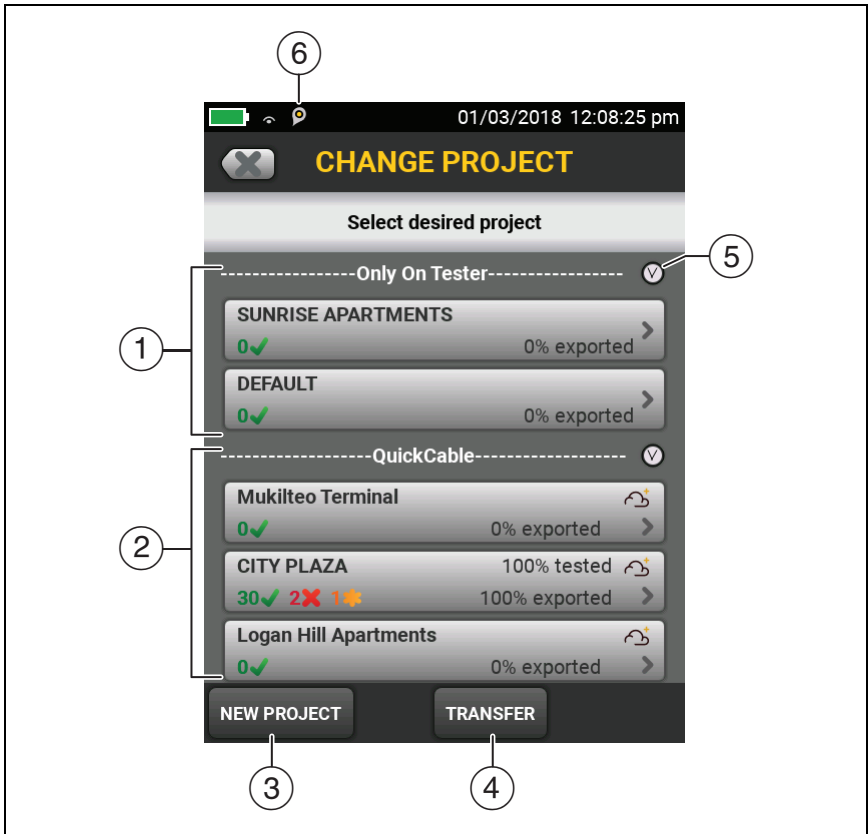 6
01/03/2018 12:08:25 pm
CHANGE PROJECT
Select desired project
-----------------Only On Tester-----------------
5
SUNRISE APARTMENTS
0 0% exported
1
DEFAULT
0 0% exported
-------------------QuickCable-------------------
Mukilteo Terminal
0 0% exported
2
CITY PLAZA 100% tested
30 2 1 100% exported
Logan Hill Apartments
0 0% exported
NEW PROJECT TRANSFER
3 4